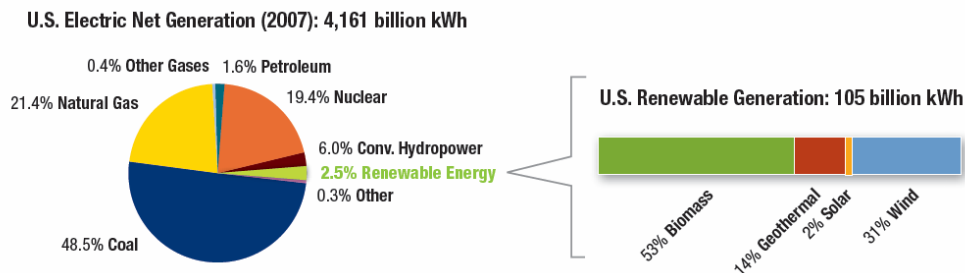 U.S. Electric Net Generation (2007): 4,161 billion kWh
0.4% Other Gases
1.6% Petroleum
21.4% Natural Gas
19.4% Nuclear
6.0% Conv. Hydropower
2.5% Renewable Energy
0.3% Other
48.5% Coal
U.S. Renewable Generation: 105 billion kWh
53% Biomass
14% Geothermal
2% Solar
31% Wind